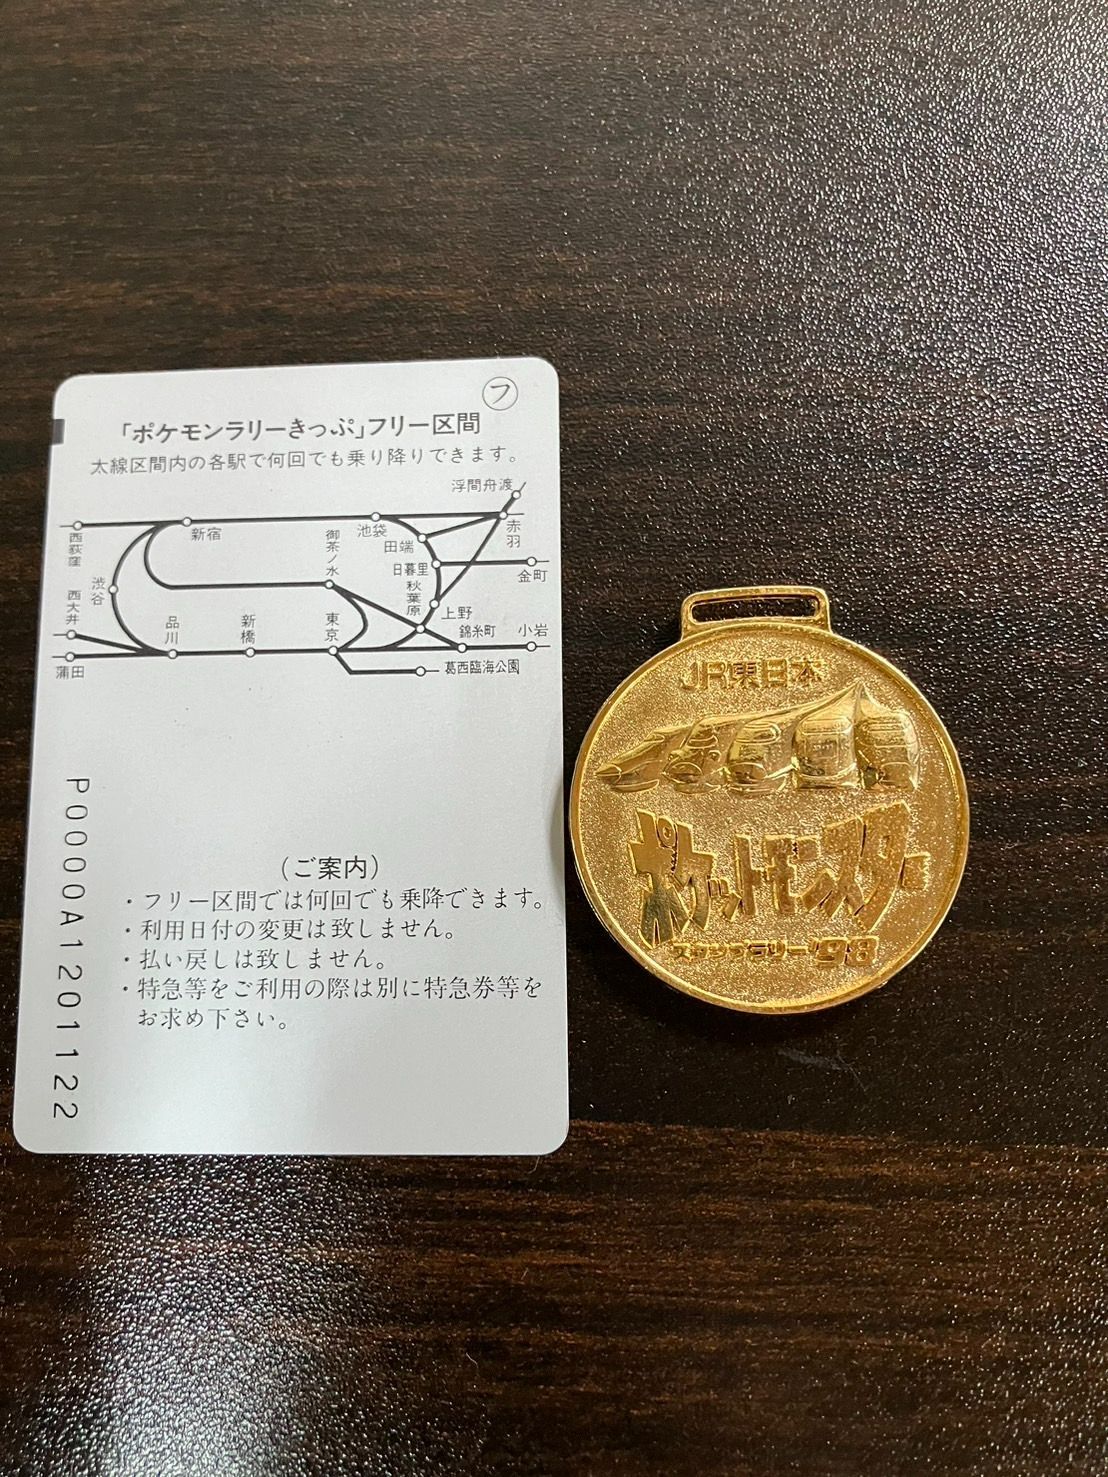 フ
「ポケモンラリーきっぷ」フリー区間
太線区間内の各駅で何回でも乗り降りできます。
浮間舟渡
西荻窪
新宿
池袋
赤羽
御茶ノ水
田端
日暮里
金町
渋谷
秋葉原
西大井
上野
品川
新橋
東京
錦糸町
小岩
蒲田
葛西臨海公園
P0000A1201122
(ご案内)
・フリー区間では何回でも乗降できます。
・利用日付の変更は致しません。
・払い戻しは致しません。
・特急等をご利用の際は別に特急券等を
お求め下さい。
JR東日本
ポケットモンスター
スタンプラリー'98